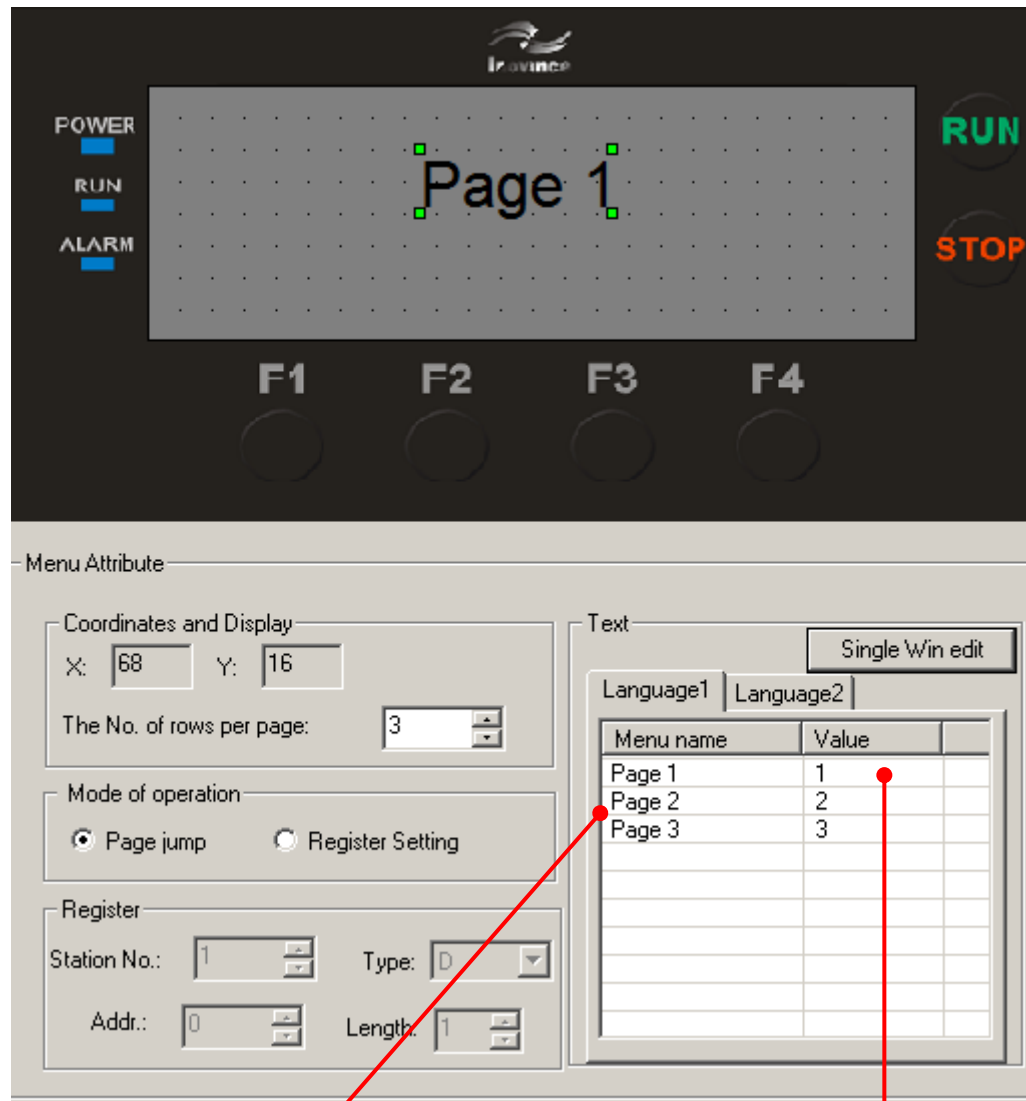 Inovance
POWER
RUN
ALARM
Page 1
RUN
STOP
F1 F2 F3 F4
Menu Attribute
Coordinates and Display
X: 68 Y: 16
The No. of rows per page: 3
Mode of operation
Page jump Register Setting
Register
Station No.: 1 Type: D
Addr.: 0 Length: 1
Text
Single Win edit
Language1 Language2
Menu name Value
Page 1 1
Page 2 2
Page 3 3